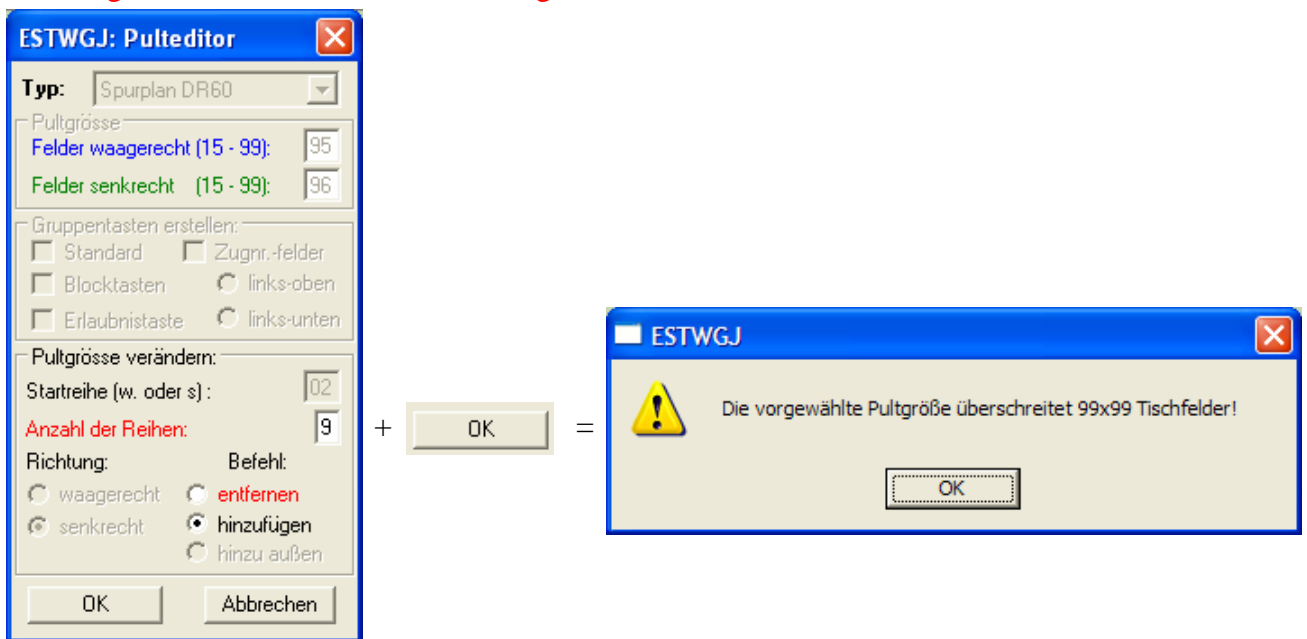 ESTWGJ: Pulteditor
Typ: Spurplan DR60
Pultgrösse
Felder waagerecht (15 - 99): 95
Felder senkrecht (15 - 99): 96
Gruppentasten erstellen:
Standard Zugnr.-felder
Blocktasten links-oben
Erlaubnistaste links-unten
Pultgrösse verändern:
Startreihe (w. oder s) : 02
Anzahl der Reihen: 9
Richtung: Befehl:
waagerecht entfernen
senkrecht hinzufügen
hinzu außen
OK Abbrechen
+ OK =
ESTWGJ
Die vorgewählte Pultgröße überschreitet 99x99 Tischfelder!
OK